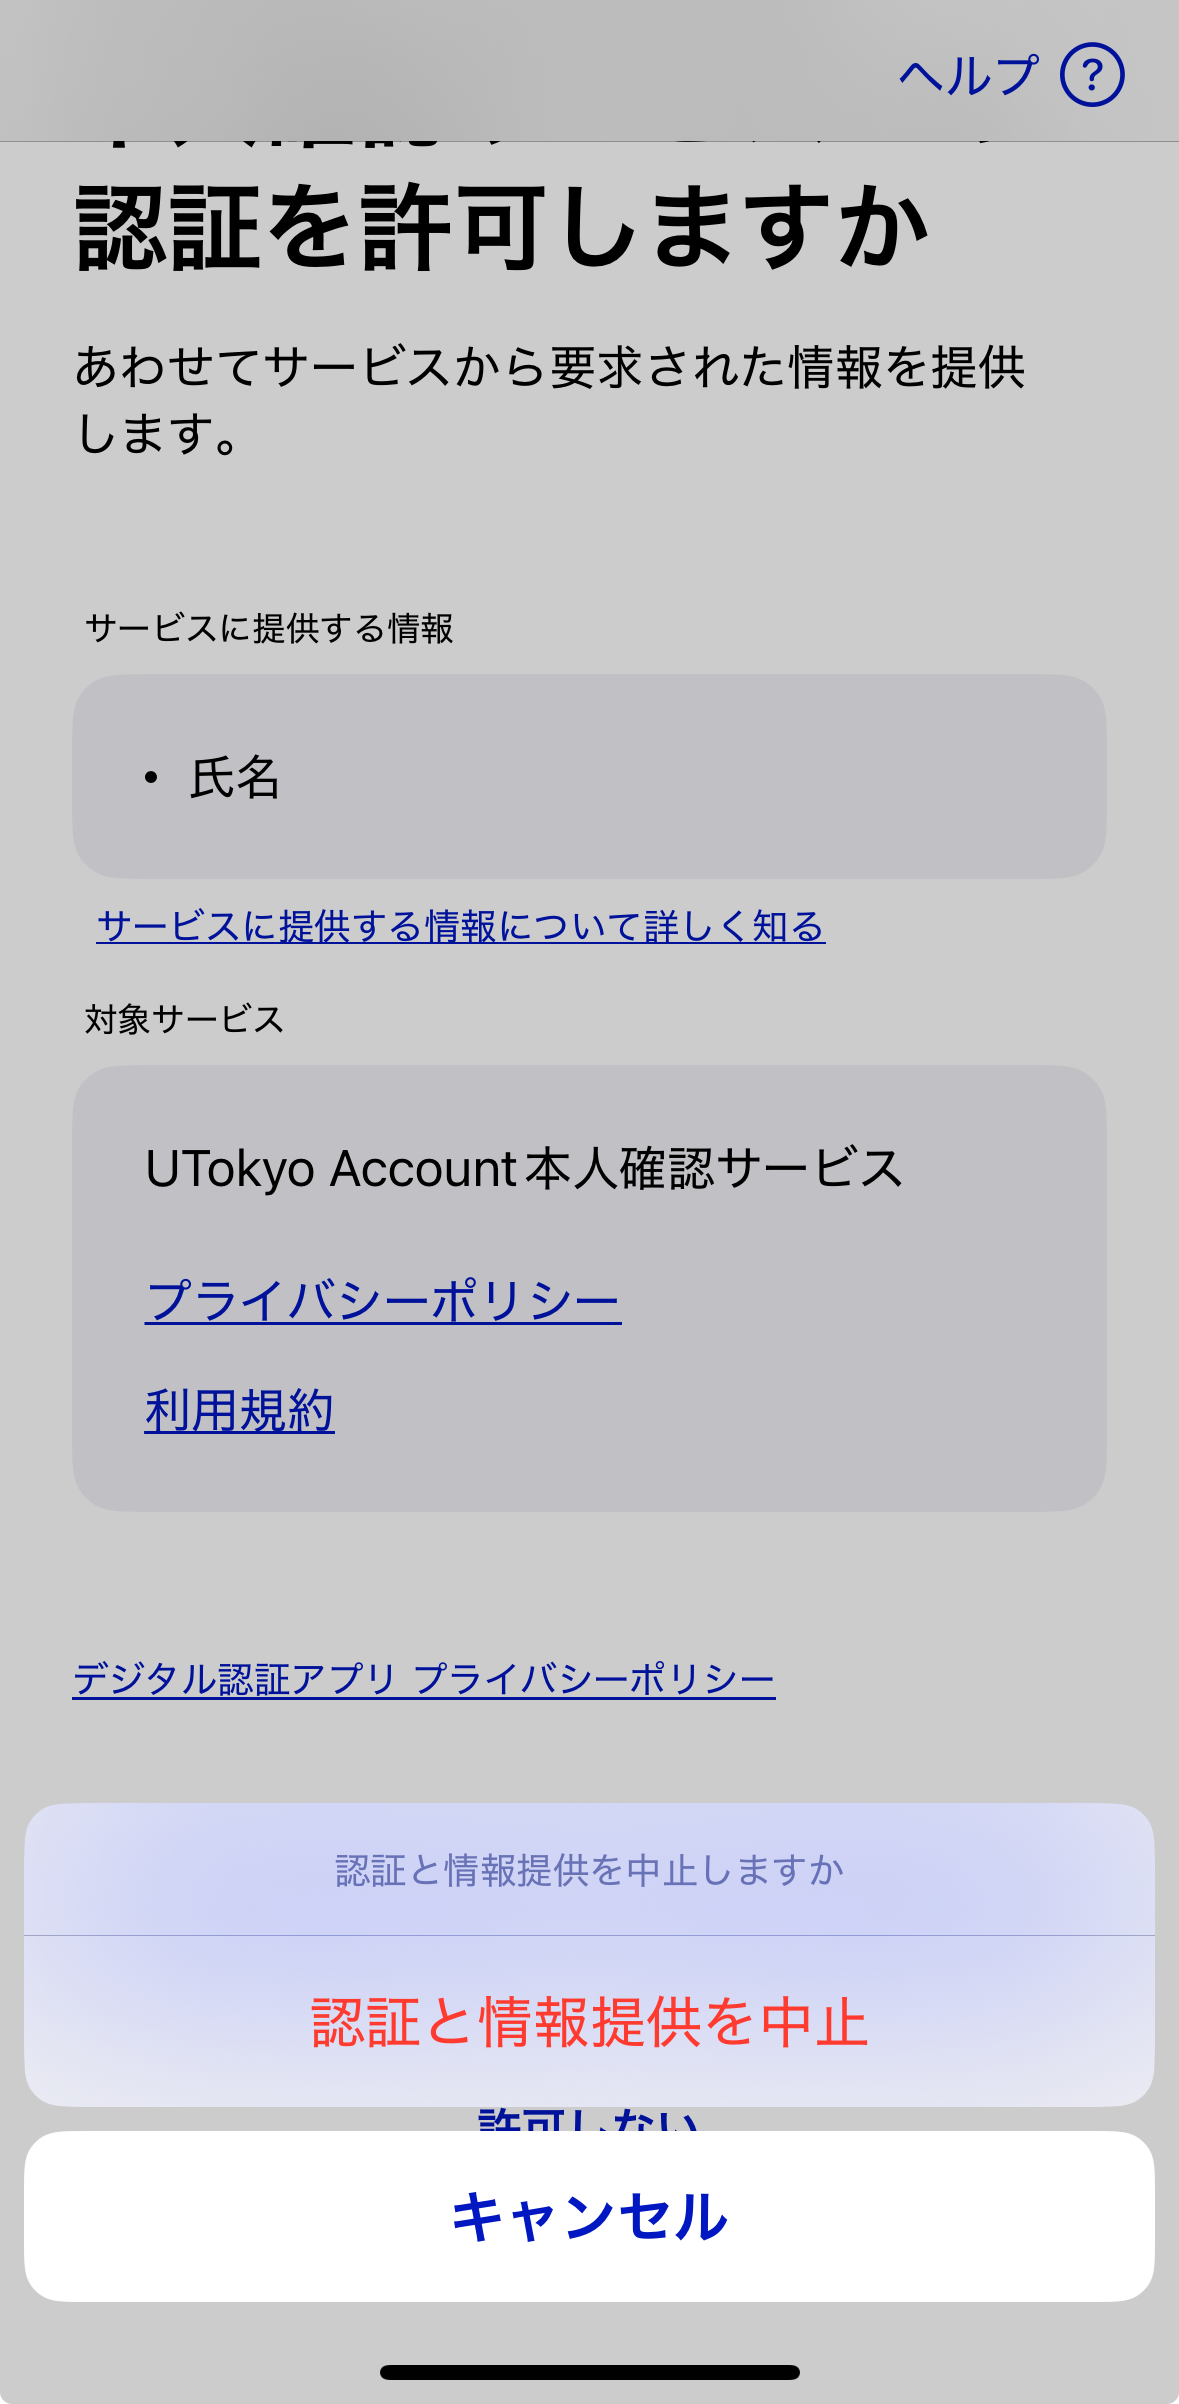 ヘルプ ?
認証を許可しますか
あわせてサービスから要求された情報を提供
します。
サービスに提供する情報
• 氏名
サービスに提供する情報について詳しく知る
対象サービス
UTokyo Account本人確認サービス
プライバシーポリシー
利用規約
デジタル認証アプリ プライバシーポリシー
認証と情報提供を中止しますか
認証と情報提供を中止
許可しない
キャンセル